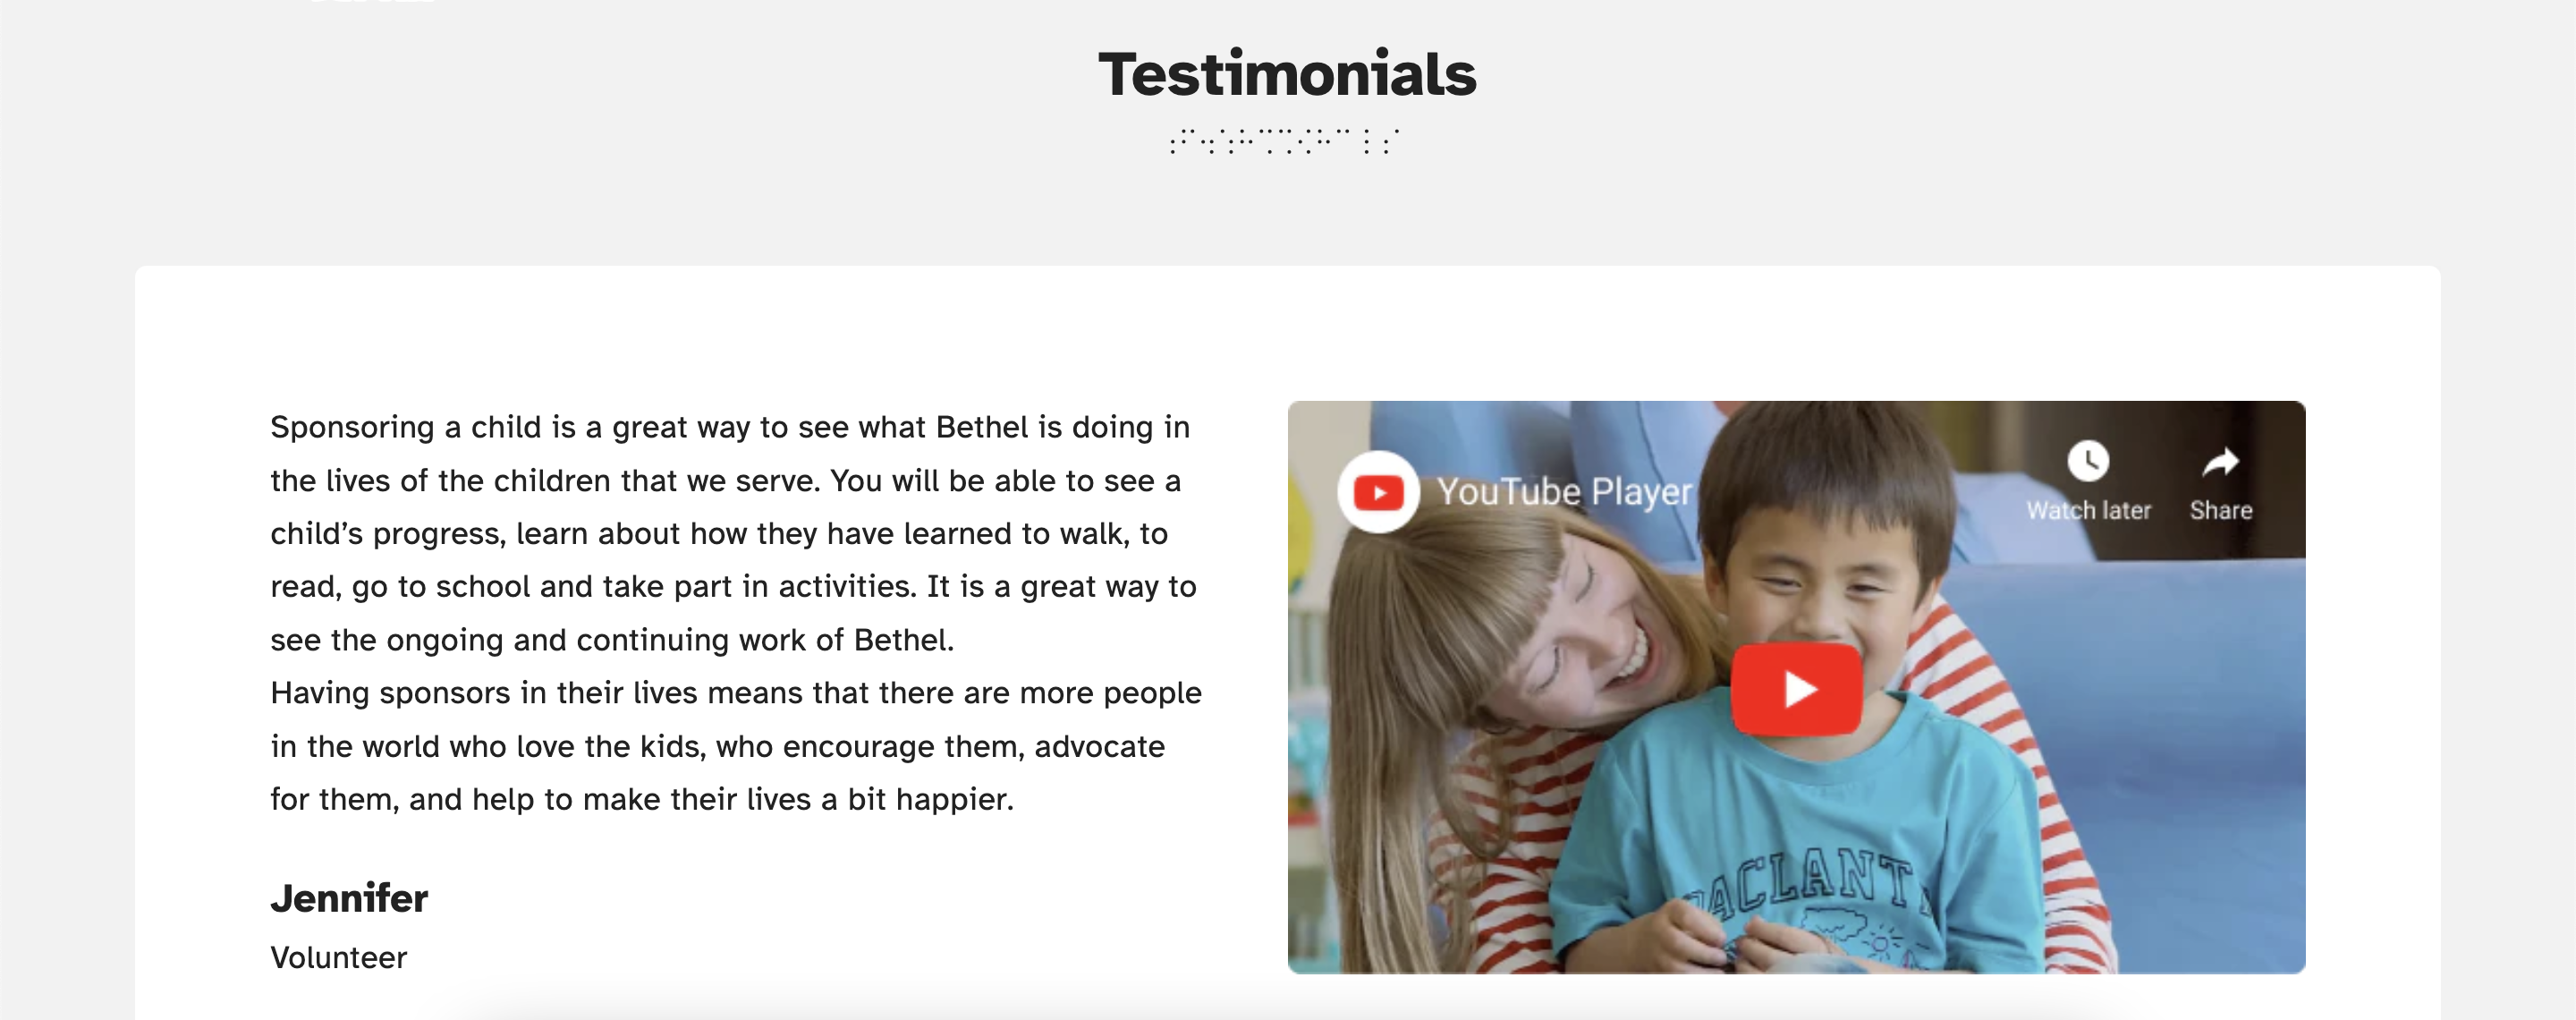 Testimonials
Sponsoring a child is a great way to see what Bethel is doing in
the lives of the children that we serve. You will be able to see a
child’s progress, learn about how they have learned to walk, to
read, go to school and take part in activities. It is a great way to
see the ongoing and continuing work of Bethel.
Having sponsors in their lives means that there are more people
in the world who love the kids, who encourage them, advocate
for them, and help to make their lives a bit happier.
Jennifer
Volunteer
YouTube Player
Watch later
Share